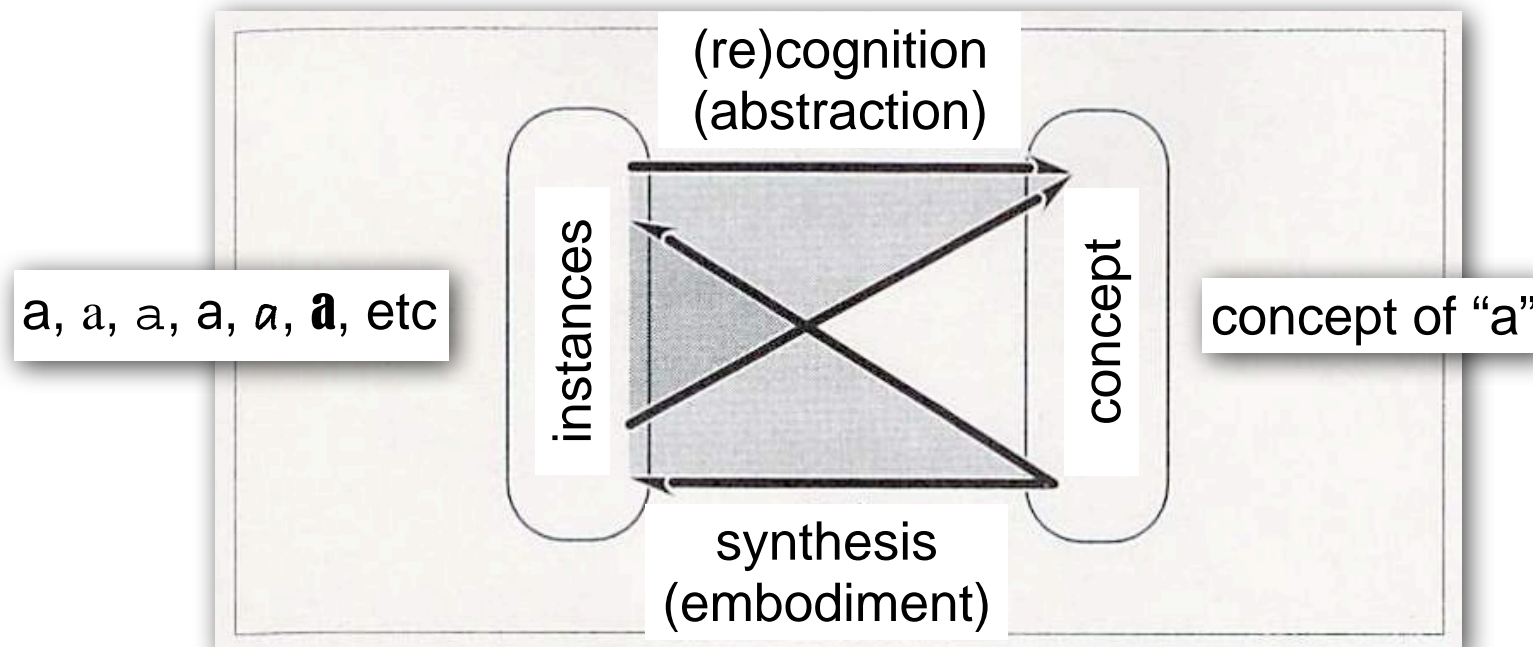 (re)cognition
(abstraction)
instances
concept
a, a, a, a, a, a, etc
concept of “a”
synthesis
(embodiment)